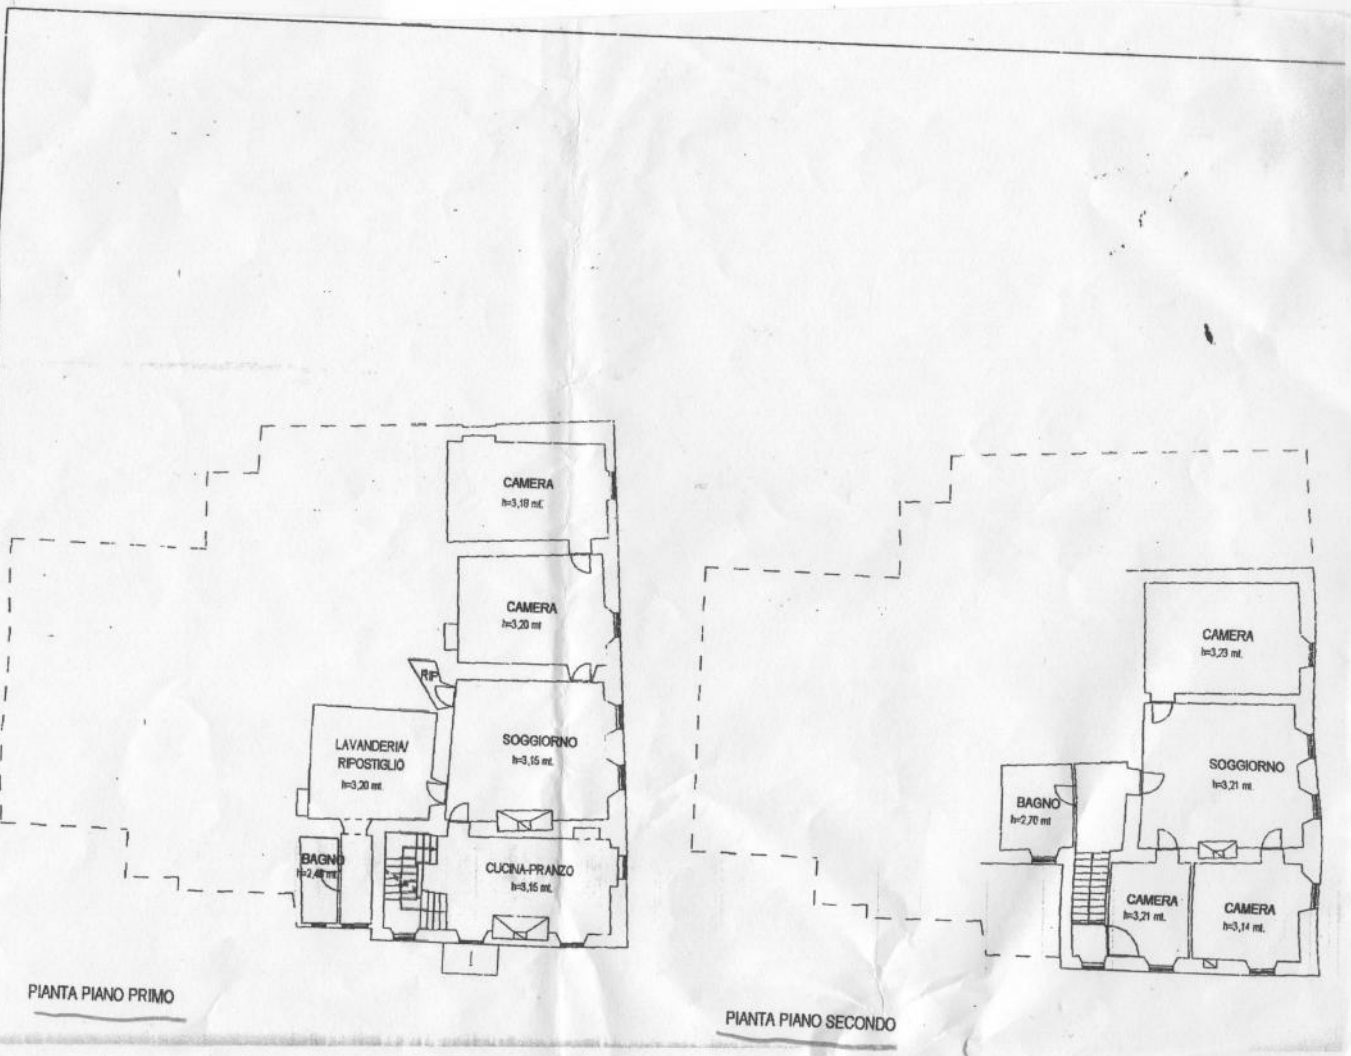 CAMERA
h=3,18 mt.
CAMERA
h=3,20 mt
RIP.
LAVANDERIA/
RIPOSTIGLIO
h=3,20 mt.
SOGGIORNO
h=3,15 mt.
BAGNO
CUCINA-PRANZO
h=3,15 mt.
PIANTA PIANO PRIMO
CAMERA
h=3,23 mt.
SOGGIORNO
h=3,21 mt.
BAGNO
h=2,70 mt
CAMERA
h=3,21 mt.
CAMERA
h=3,14 mt.
PIANTA PIANO SECONDO